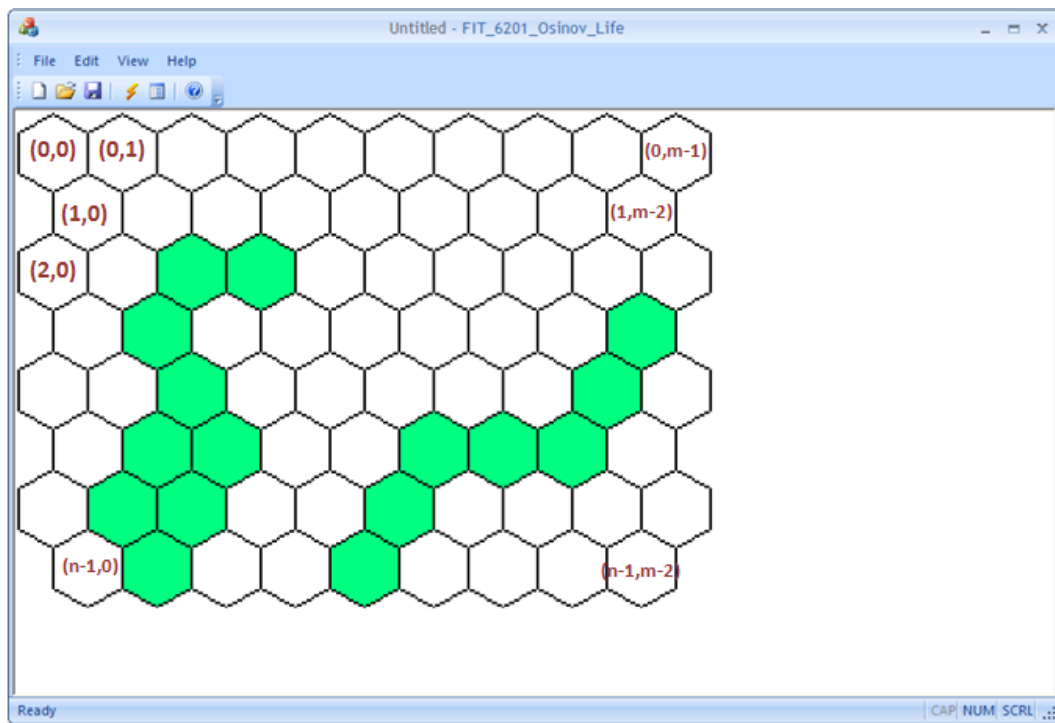 Untitled - FIT_6201_Osinov_Life
File Edit View Help
(0,0) (0,1) (0,m-1)
(1,0) (1,m-2)
(2,0)
(n-1,0) (n-1,m-2)
Ready CAP NUM SCRL